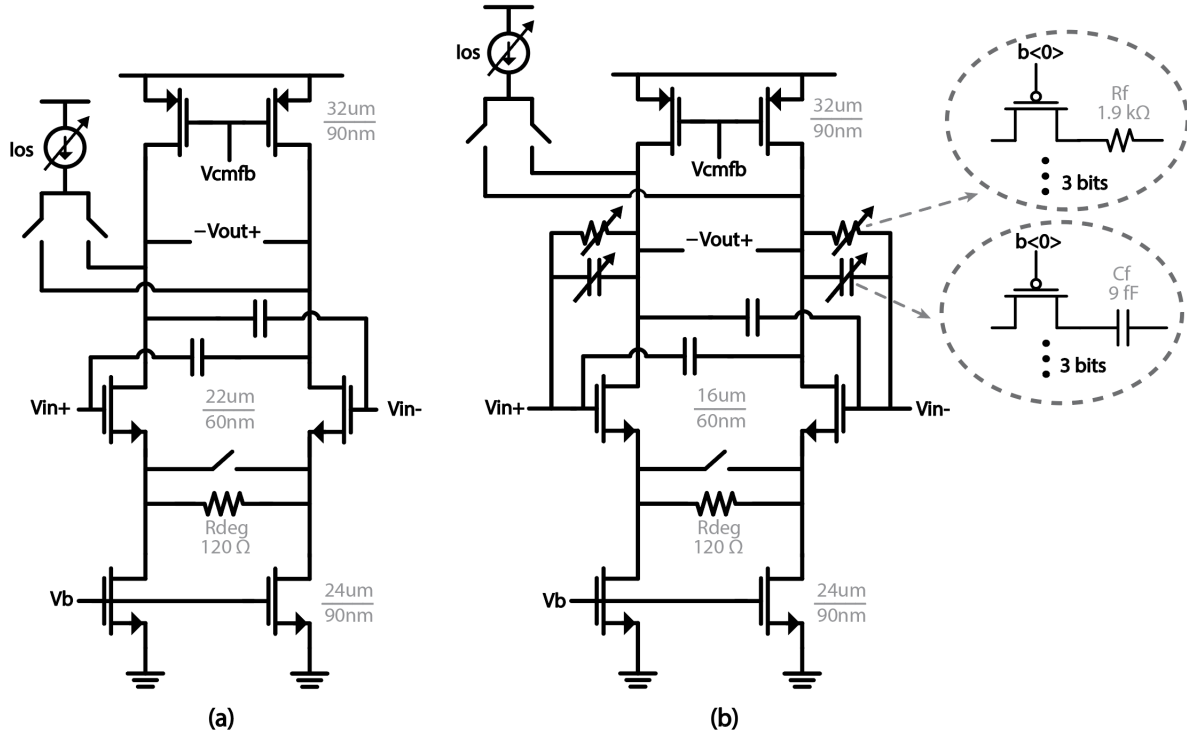 Ios
32um
90nm
Vcmfb
−Vout+
Vin+
22um
60nm
Vin-
Rdeg
120 Ω
Vb
24um
90nm
(a)
Ios
32um
90nm
Vcmfb
−Vout+
Vin+
16um
60nm
Vin-
Rdeg
120 Ω
Vb
24um
90nm
(b)
b<0>
Rf
1.9 kΩ
3 bits
b<0>
Cf
9 fF
3 bits